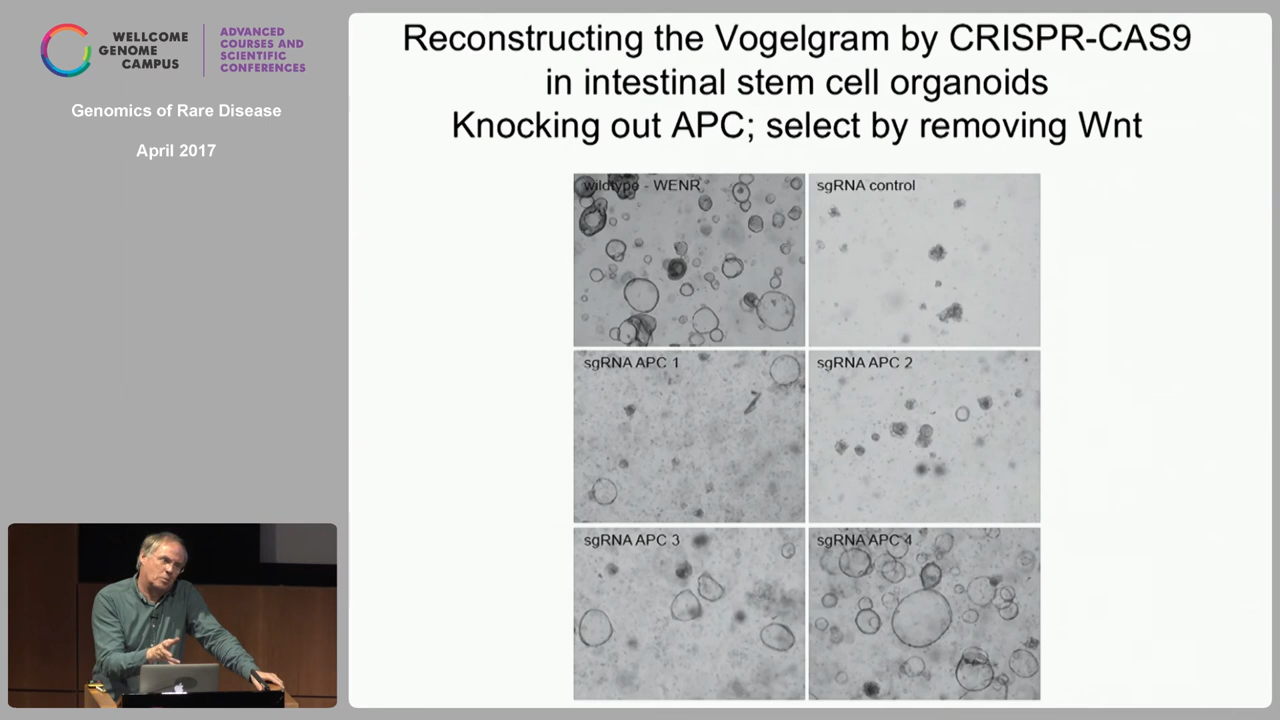 WELLCOME
GENOME
CAMPUS
ADVANCED
COURSES AND
SCIENTIFIC
CONFERENCES
Genomics of Rare Disease
April 2017
Reconstructing the Vogelgram by CRISPR-CAS9
in intestinal stem cell organoids
Knocking out APC; select by removing Wnt
wildtype - WENR
sgRNA control
sgRNA APC 1
sgRNA APC 2
sgRNA APC 3
sgRNA APC 4